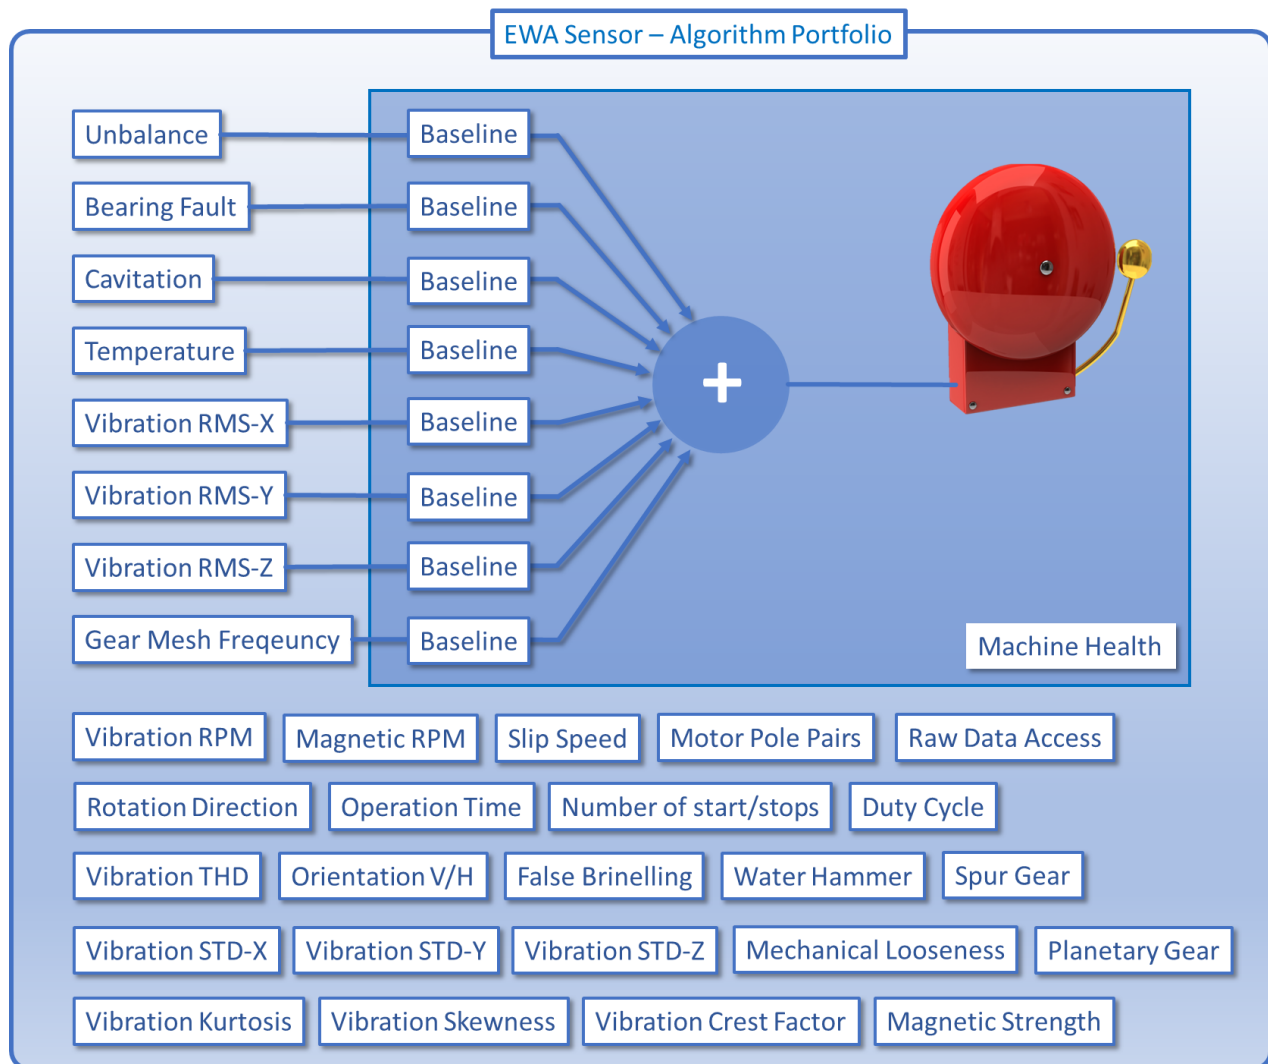 EWA Sensor – Algorithm Portfolio
Unbalance
Baseline
Bearing Fault
Baseline
Cavitation
Baseline
Temperature
Baseline
Vibration RMS-X
Baseline
Vibration RMS-Y
Baseline
Vibration RMS-Z
Baseline
Gear Mesh Freqeuncy
Baseline
+
Machine Health
Vibration RPM
Magnetic RPM
Slip Speed
Motor Pole Pairs
Raw Data Access
Rotation Direction
Operation Time
Number of start/stops
Duty Cycle
Vibration THD
Orientation V/H
False Brinelling
Water Hammer
Spur Gear
Vibration STD-X
Vibration STD-Y
Vibration STD-Z
Mechanical Looseness
Planetary Gear
Vibration Kurtosis
Vibration Skewness
Vibration Crest Factor
Magnetic Strength